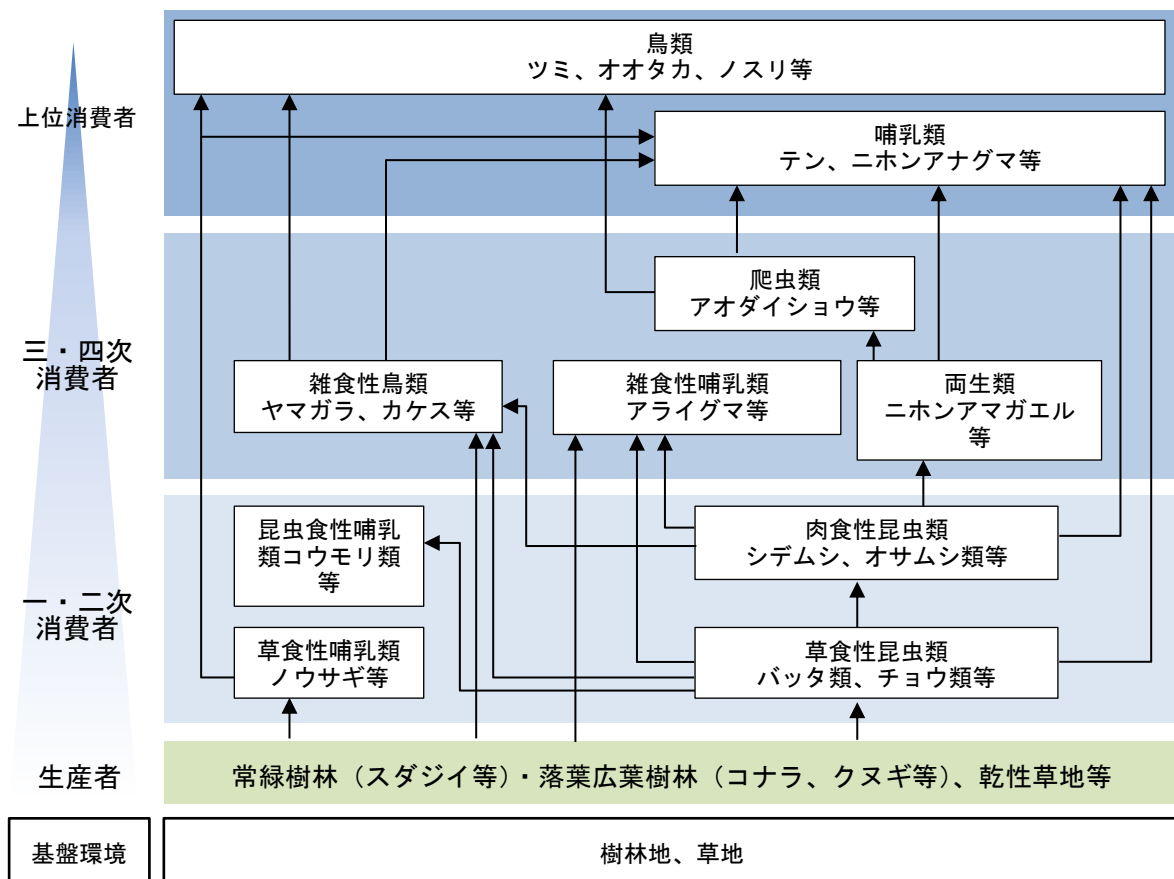 鳥類
ツミ、オオタカ、ノスリ等
上位消費者
哺乳類
テン、ニホンアナグマ等
爬虫類
アオダイショウ等
三・四次
消費者
雑食性鳥類
ヤマガラ、カケス等
雑食性哺乳類
アライグマ等
両生類
ニホンアマガエル
等
昆虫食性哺乳
類コウモリ類
等
肉食性昆虫類
シデムシ、オサムシ類等
一・二次
消費者
草食性哺乳類
ノウサギ等
草食性昆虫類
バッタ類、チョウ類等
生産者
常緑樹林（スダジイ等）・落葉広葉樹林（コナラ、クヌギ等）、乾性草地等
基盤環境
樹林地、草地